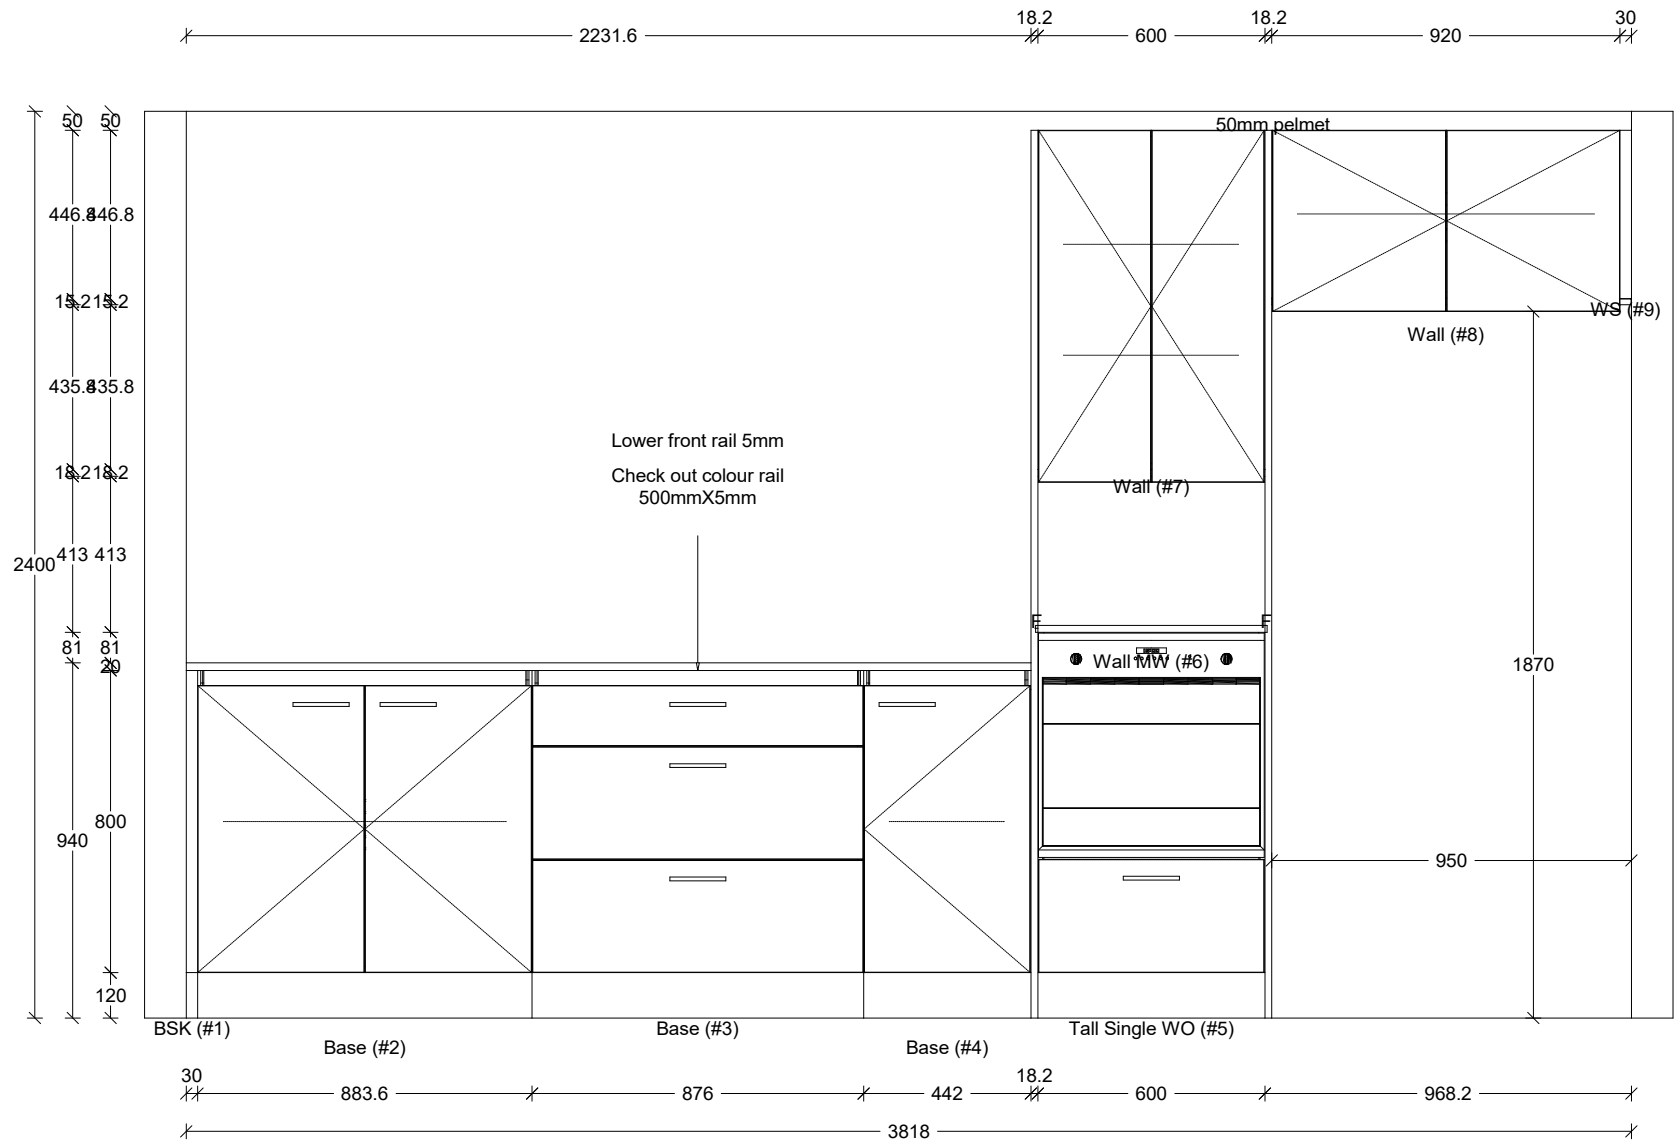 18.2
18.2
30
2231.6
600
920
50
50
50mm pelmet
446.8
446.8
15.2
15.2
WS (#9)
Wall (#8)
435.8
435.8
Lower front rail 5mm
Check out colour rail
500mmX5mm
18.2
18.2
Wall (#7)
413
413
2400
F
F
81
81
20
Wall MW (#6)
1870
800
940
950
120
BSK (#1)
Base (#3)
Tall Single WO (#5)
Base (#2)
Base (#4)
30
18.2
883.6
876
442
600
968.2
3818